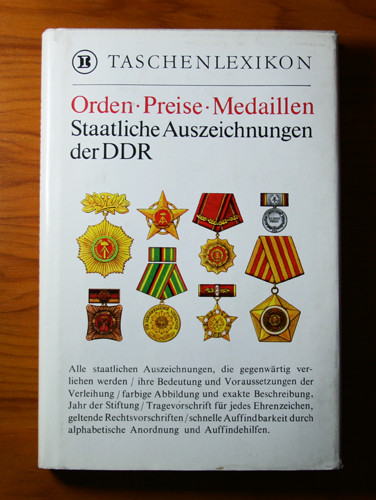 B TASCHENLEXIKON
Orden · Preise · Medaillen
Staatliche Auszeichnungen
der DDR
Alle staatlichen Auszeichnungen, die gegenwärtig ver-
liehen werden / ihre Bedeutung und Voraussetzungen der
Verleihung / farbige Abbildung und exakte Beschreibung,
Jahr der Stiftung / Tragevorschrift für jedes Ehrenzeichen,
geltende Rechtsvorschriften / schnelle Auffindbarkeit durch
alphabetische Anordnung und Auffindehilfen.